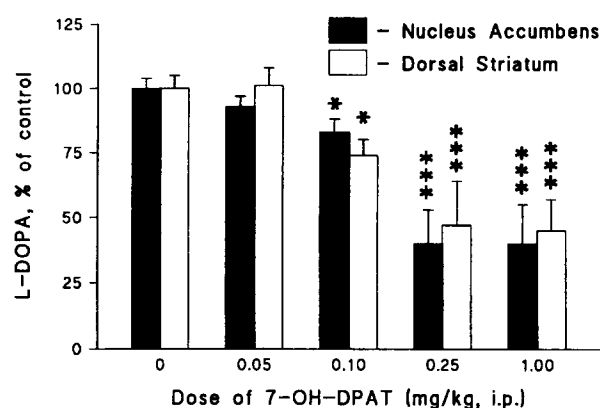 125
100
75
50
25
0
L-DOPA, % of control
■ - Nucleus Accumbens
□ - Dorsal Striatum
* *
*** *** *** ***
0 0.05 0.10 0.25 1.00
Dose of 7-OH-DPAT (mg/kg, i.p.)